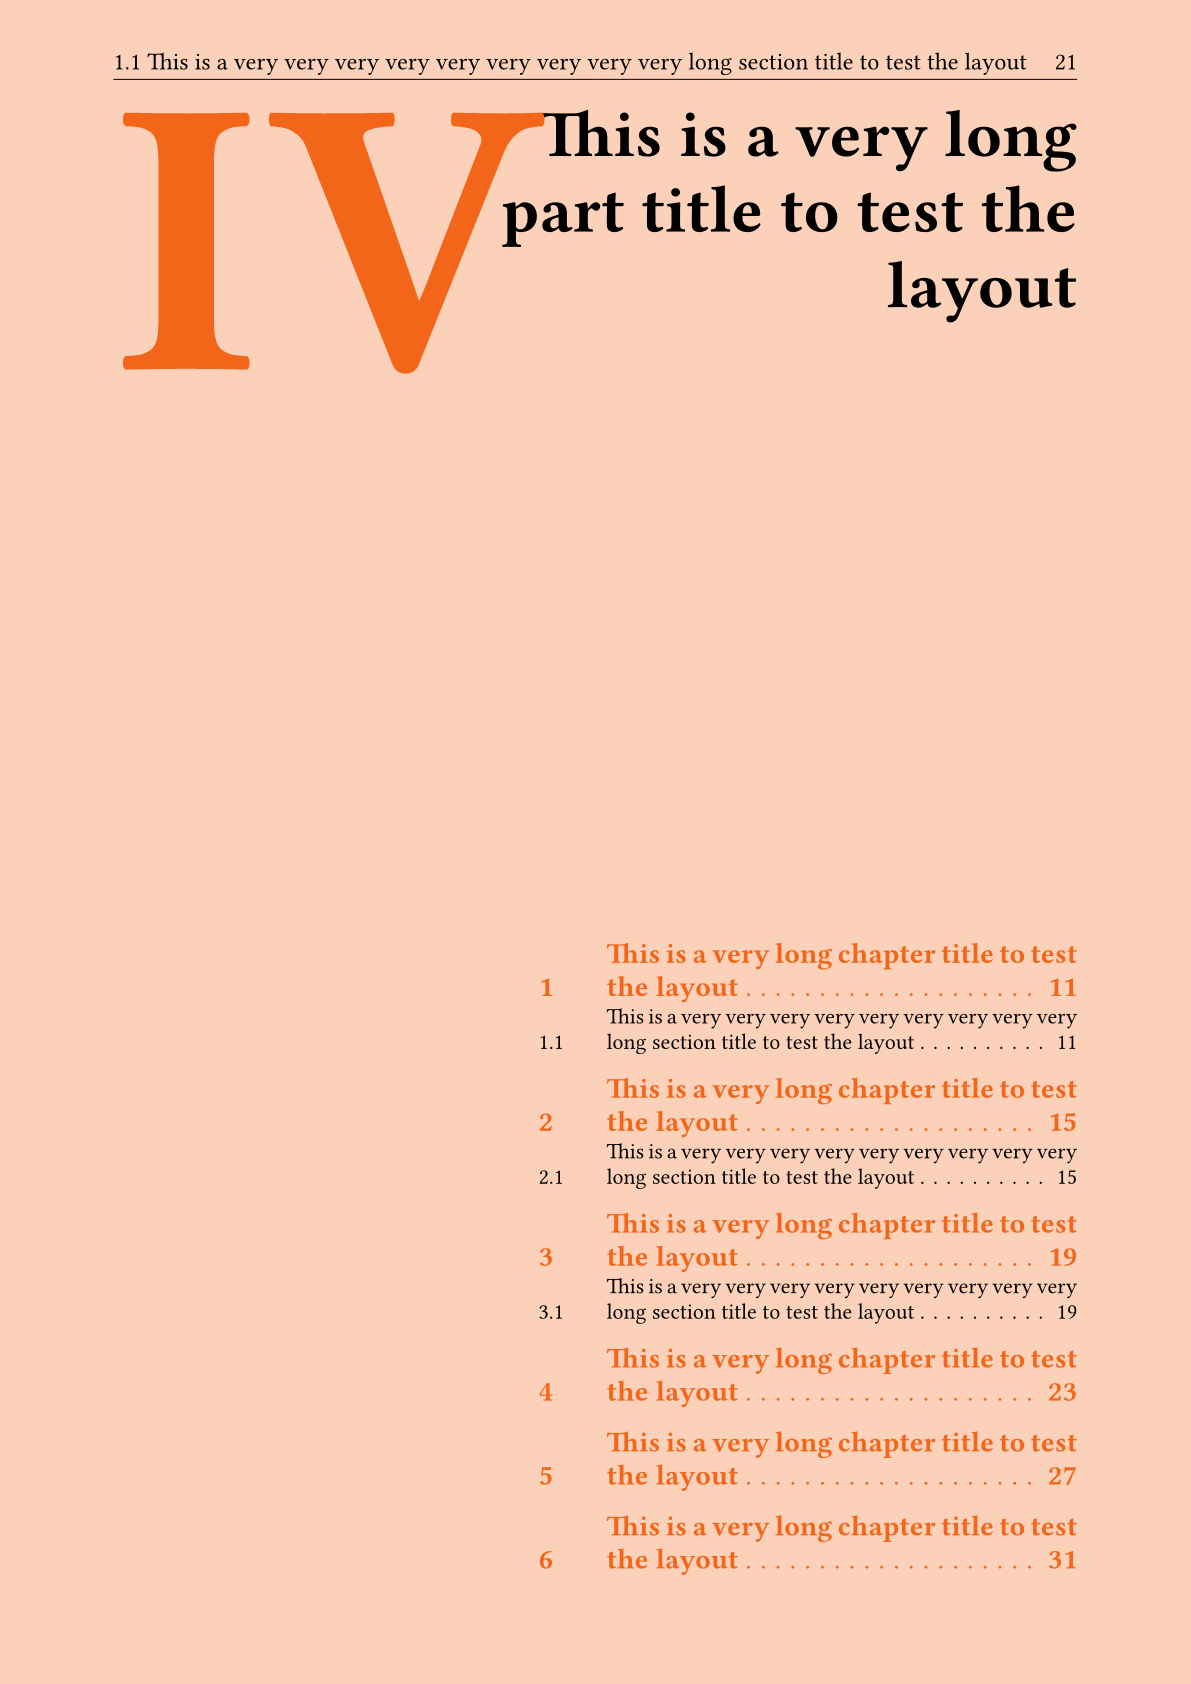 1.1 This is a very very very very very very very very very long section title to test the layout 21
IV
This is a very long
part title to test the
layout
This is a very long chapter title to test
1 the layout . . . . . . . . . . . . . . . . . . . . 11
This is a very very very very very very very very very
1.1 long section title to test the layout . . . . . . . . . . 11
This is a very long chapter title to test
2 the layout . . . . . . . . . . . . . . . . . . . . 15
This is a very very very very very very very very very
2.1 long section title to test the layout . . . . . . . . . . 15
This is a very long chapter title to test
3 the layout . . . . . . . . . . . . . . . . . . . . 19
This is a very very very very very very very very very
3.1 long section title to test the layout . . . . . . . . . . 19
This is a very long chapter title to test
4 the layout . . . . . . . . . . . . . . . . . . . . 23
This is a very long chapter title to test
5 the layout . . . . . . . . . . . . . . . . . . . . 27
This is a very long chapter title to test
6 the layout . . . . . . . . . . . . . . . . . . . . 31